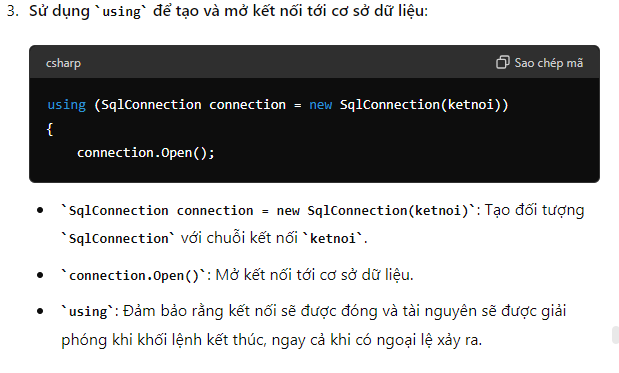 3. Sử dụng `using` để tạo và mở kết nối tới cơ sở dữ liệu:
csharp Sao chép mã
using (SqlConnection connection = new SqlConnection(ketnoi))
{
    connection.Open();
• `SqlConnection connection = new SqlConnection(ketnoi)`: Tạo đối tượng
`SqlConnection` với chuỗi kết nối `ketnoi`.
• `connection.Open()`: Mở kết nối tới cơ sở dữ liệu.
• `using`: Đảm bảo rằng kết nối sẽ được đóng và tài nguyên sẽ được giải
phóng khi khối lệnh kết thúc, ngay cả khi có ngoại lệ xảy ra.